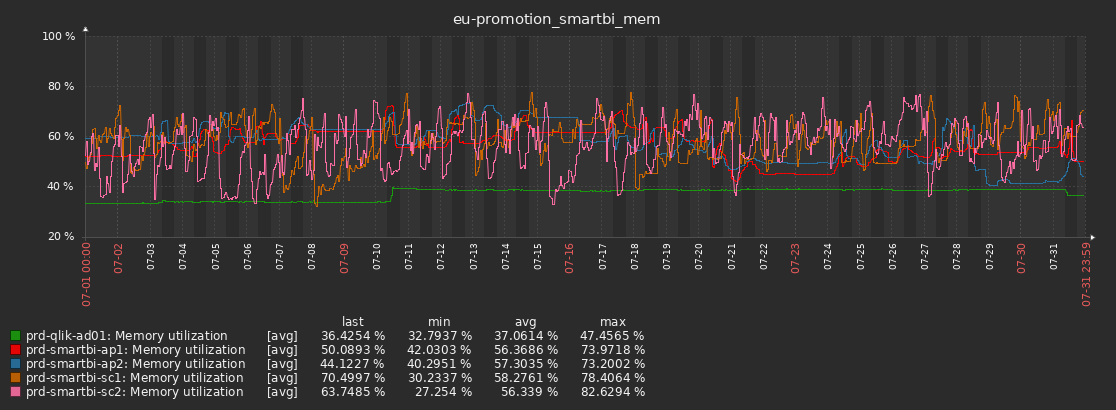 eu-promotion_smartbi_mem
100 %
80 %
60 %
40 %
20 %
07-01 00:00 07-02 07-03 07-04 07-05 07-06 07-07 07-08 07-09 07-10 07-11 07-12 07-13 07-14 07-15 07-16 07-17 07-18 07-19 07-20 07-21 07-22 07-23 07-24 07-25 07-26 07-27 07-28 07-29 07-30 07-31 07-31 23:59
last min avg max
prd-qlik-ad01: Memory utilization [avg] 36.4254 % 32.7937 % 37.0614 % 47.4565 %
prd-smartbi-ap1: Memory utilization [avg] 50.0893 % 42.0303 % 56.3686 % 73.9718 %
prd-smartbi-ap2: Memory utilization [avg] 44.1227 % 40.2951 % 57.3035 % 73.2002 %
prd-smartbi-sc1: Memory utilization [avg] 70.4997 % 30.2337 % 58.2761 % 78.4064 %
prd-smartbi-sc2: Memory utilization [avg] 63.7485 % 27.254 % 56.339 % 82.6294 %